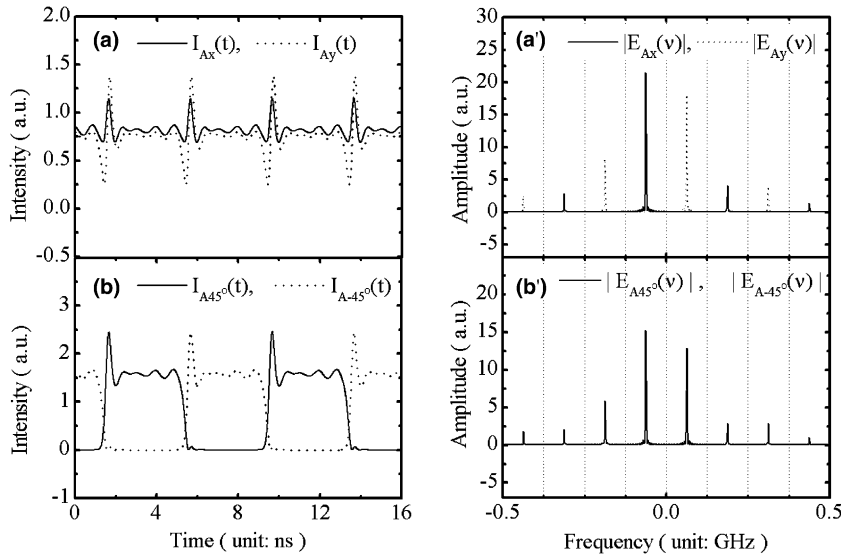 (a) I_Ax(t), I_Ay(t)
Intensity ( a.u. )
1.5
1.0
0.5
0.0
-0.5
(b) I_A45°(t), I_A-45°(t)
Intensity ( a.u. )
3
2
1
0
-1
0 4 8 12 16
Time ( unit: ns )
(a') |E_Ax(ν)|, |E_Ay(ν)|
Amplitude ( a.u. )
30
25
20
15
10
5
0
-5
(b') | E_A45°(ν) | , | E_A-45°(ν) |
Amplitude ( a.u. )
20
15
10
5
0
-5
-0.5 0.0 0.5
Frequency ( unit: GHz )